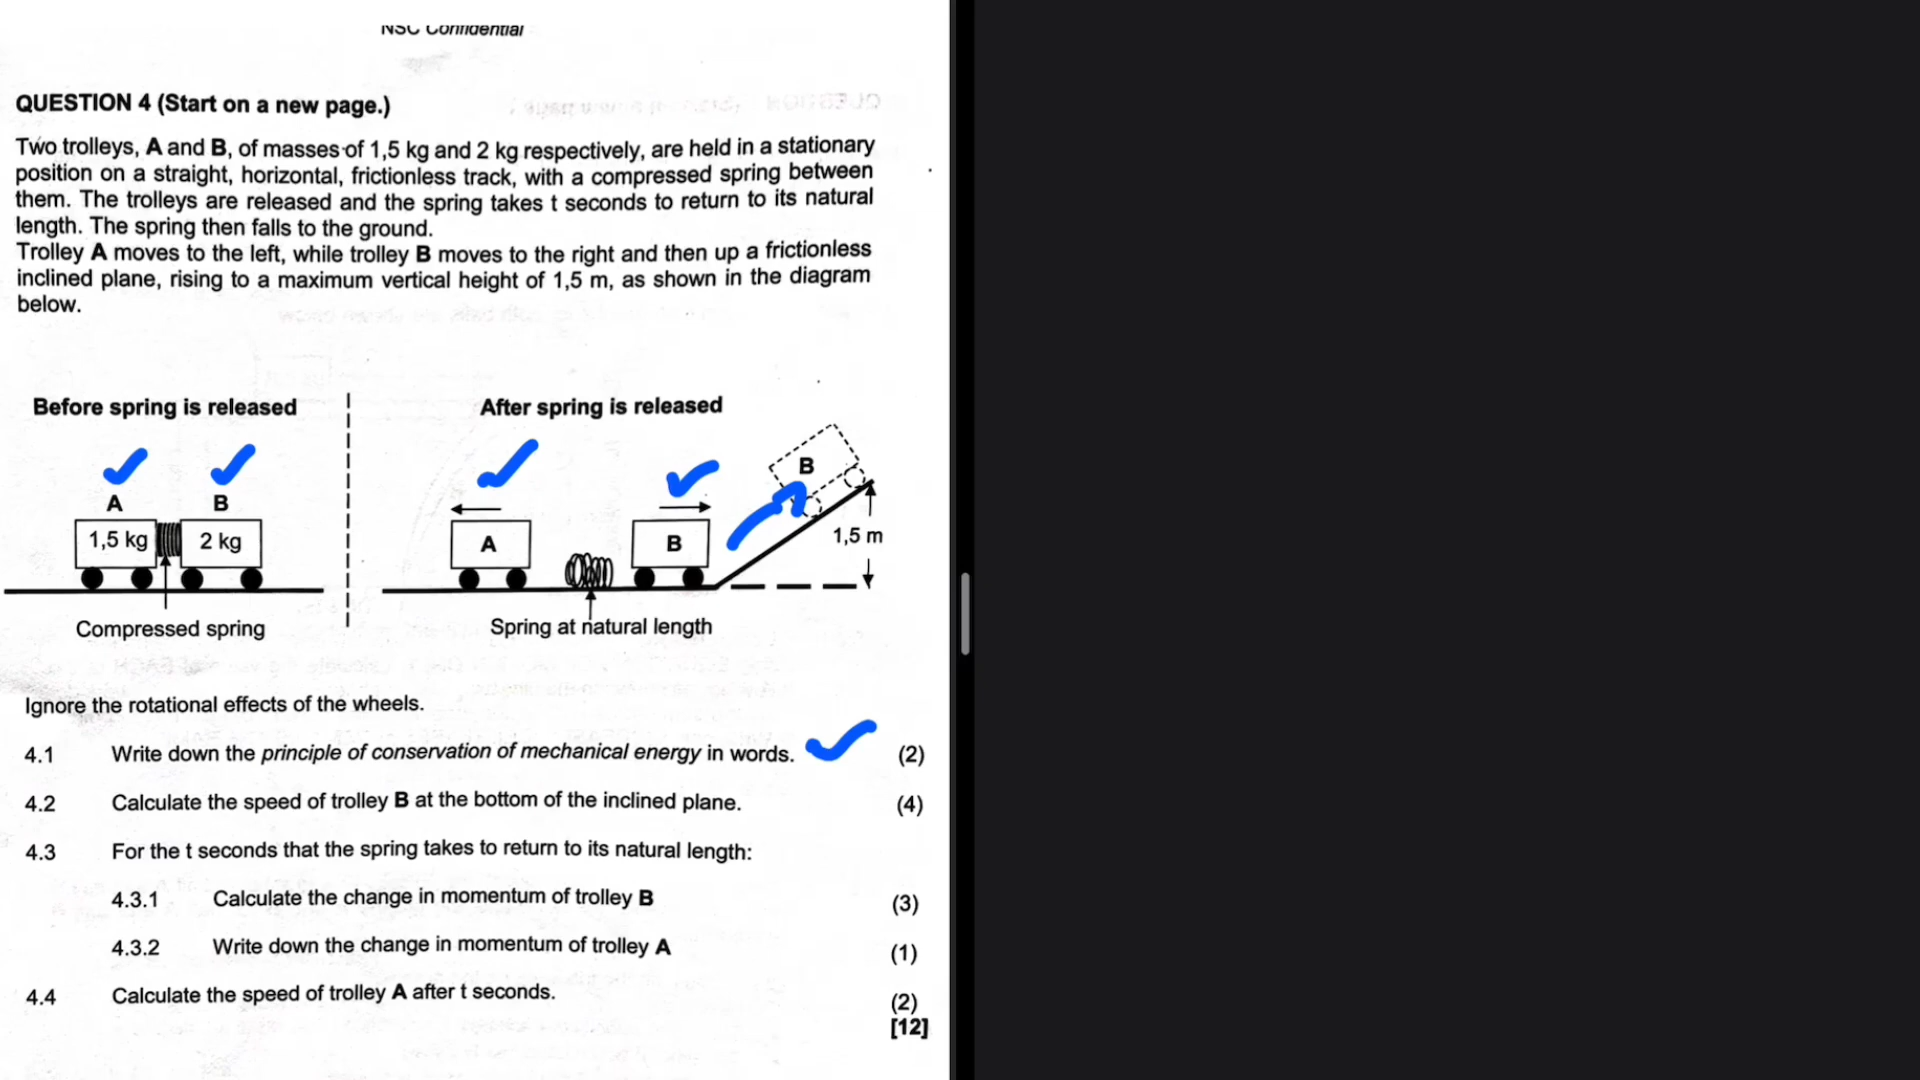 NSC Confidential
QUESTION 4 (Start on a new page.)
Two trolleys, A and B, of masses of 1,5 kg and 2 kg respectively, are held in a stationary
position on a straight, horizontal, frictionless track, with a compressed spring between
them. The trolleys are released and the spring takes t seconds to return to its natural
length. The spring then falls to the ground.
Trolley A moves to the left, while trolley B moves to the right and then up a frictionless
inclined plane, rising to a maximum vertical height of 1,5 m, as shown in the diagram
below.
Before spring is released
After spring is released
A B
1,5 kg 2 kg
Compressed spring
A B
B
1,5 m
Spring at natural length
Ignore the rotational effects of the wheels.
4.1 Write down the principle of conservation of mechanical energy in words. (2)
4.2 Calculate the speed of trolley B at the bottom of the inclined plane. (4)
4.3 For the t seconds that the spring takes to return to its natural length:
4.3.1 Calculate the change in momentum of trolley B (3)
4.3.2 Write down the change in momentum of trolley A (1)
4.4 Calculate the speed of trolley A after t seconds. (2)
[12]